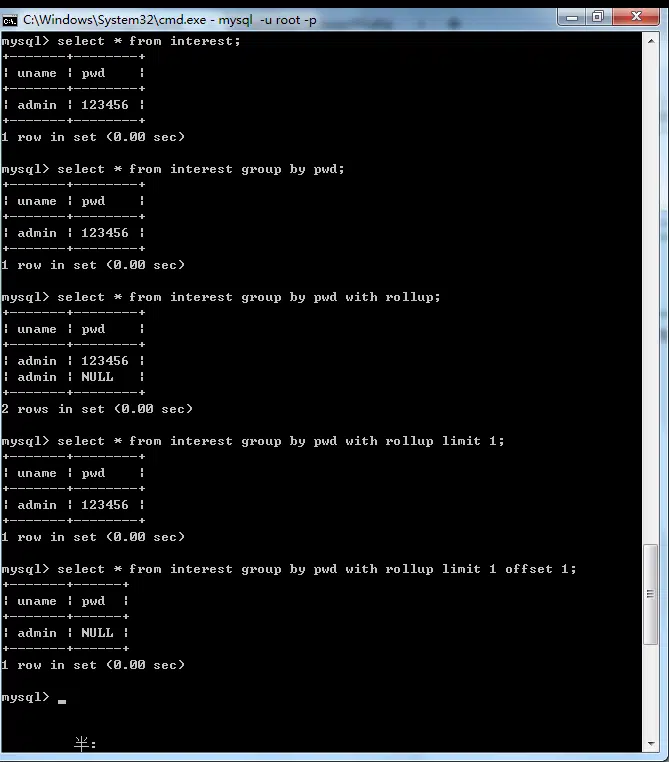 C:\Windows\System32\cmd.exe - mysql  -u root -p
mysql> select * from interest;
+-------+--------+
| uname | pwd    |
+-------+--------+
| admin | 123456 |
+-------+--------+
1 row in set (0.00 sec)
mysql> select * from interest group by pwd;
+-------+--------+
| uname | pwd    |
+-------+--------+
| admin | 123456 |
+-------+--------+
1 row in set (0.00 sec)
mysql> select * from interest group by pwd with rollup;
+-------+--------+
| uname | pwd    |
+-------+--------+
| admin | 123456 |
| admin | NULL   |
+-------+--------+
2 rows in set (0.00 sec)
mysql> select * from interest group by pwd with rollup limit 1;
+-------+--------+
| uname | pwd    |
+-------+--------+
| admin | 123456 |
+-------+--------+
1 row in set (0.00 sec)
mysql> select * from interest group by pwd with rollup limit 1 offset 1;
+-------+------+
| uname | pwd  |
+-------+------+
| admin | NULL |
+-------+------+
1 row in set (0.00 sec)
mysql> _
半: